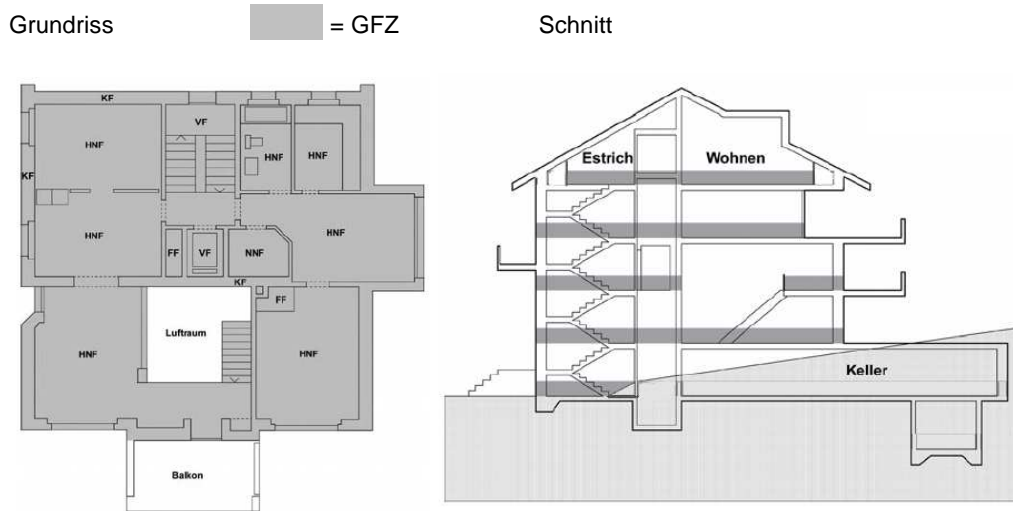 Grundriss = GFZ Schnitt
KF
VF
HNF
HNF HNF
KF
HNF
HNF
FF VF NNF
KF
FF
Luftraum
HNF HNF
Balkon
Estrich Wohnen
Keller